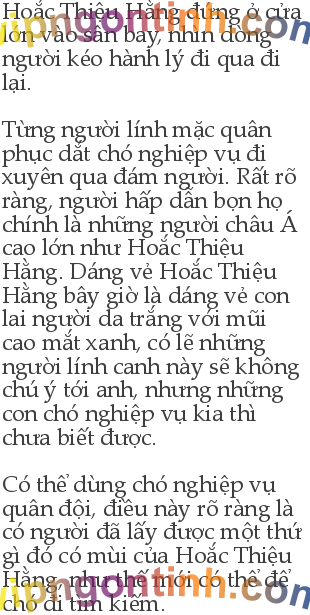 Hoắc Thiệu Hằng đứng ở cửa
lớn vào sân bay, nhìn dòng
người kéo hành lý đi qua đi
lại.
Từng người lính mặc quân
phục dắt chó nghiệp vụ đi
xuyên qua đám người. Rất rõ
ràng, người hấp dẫn bọn họ
chính là những người châu Á
cao lớn như Hoắc Thiệu
Hằng. Dáng vẻ Hoắc Thiệu
Hằng bây giờ là dáng vẻ con
lai người da trắng với mũi
cao mắt xanh, có lẽ những
người lính canh này sẽ không
chú ý tới anh, nhưng những
con chó nghiệp vụ kia thì
chưa biết được.
Có thể dùng chó nghiệp vụ
quân đội, điều này rõ ràng là
có người đã lấy được một thứ
gì đó có mùi của Hoắc Thiệu
Hằng, như thế mới có thể để
chó đi tìm kiếm.